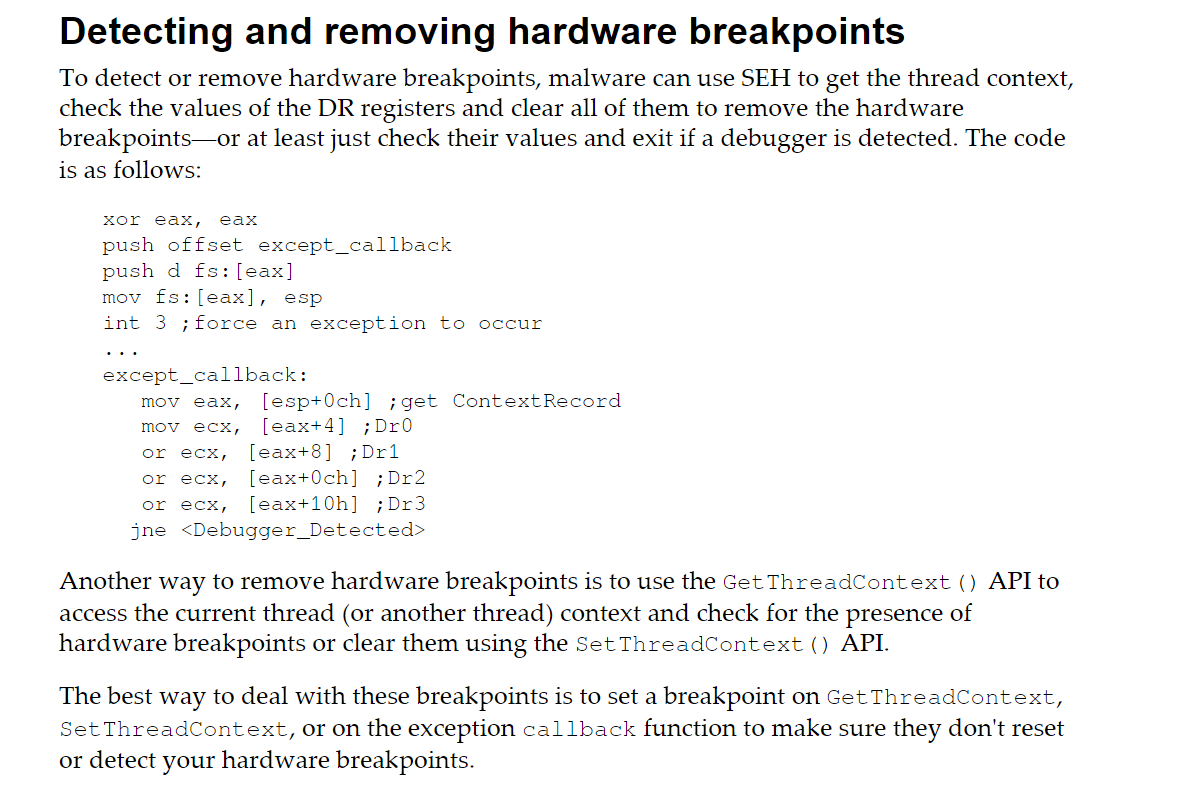 Detecting and removing hardware breakpoints
To detect or remove hardware breakpoints, malware can use SEH to get the thread context,
check the values of the DR registers and clear all of them to remove the hardware
breakpoints—or at least just check their values and exit if a debugger is detected. The code
is as follows:
xor eax, eax
push offset except_callback
push d fs:[eax]
mov fs:[eax], esp
int 3 ;force an exception to occur
...
except_callback:
mov eax, [esp+0ch] ;get ContextRecord
mov ecx, [eax+4] ;Dr0
or ecx, [eax+8] ;Dr1
or ecx, [eax+0ch] ;Dr2
or ecx, [eax+10h] ;Dr3
jne <Debugger_Detected>
Another way to remove hardware breakpoints is to use the GetThreadContext() API to
access the current thread (or another thread) context and check for the presence of
hardware breakpoints or clear them using the SetThreadContext() API.
The best way to deal with these breakpoints is to set a breakpoint on GetThreadContext,
SetThreadContext, or on the exception callback function to make sure they don't reset
or detect your hardware breakpoints.